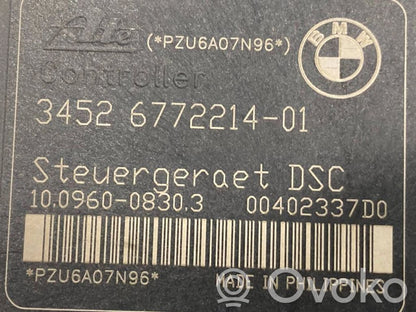 Ate (*PZU6A07N96*) BMW
Controller
3452 6772214-01
Steuergeraet DSC
10.0960-0830.3 00402337D0
*PZU6A07N96* MADE IN PHILIPPINES
Ovoko